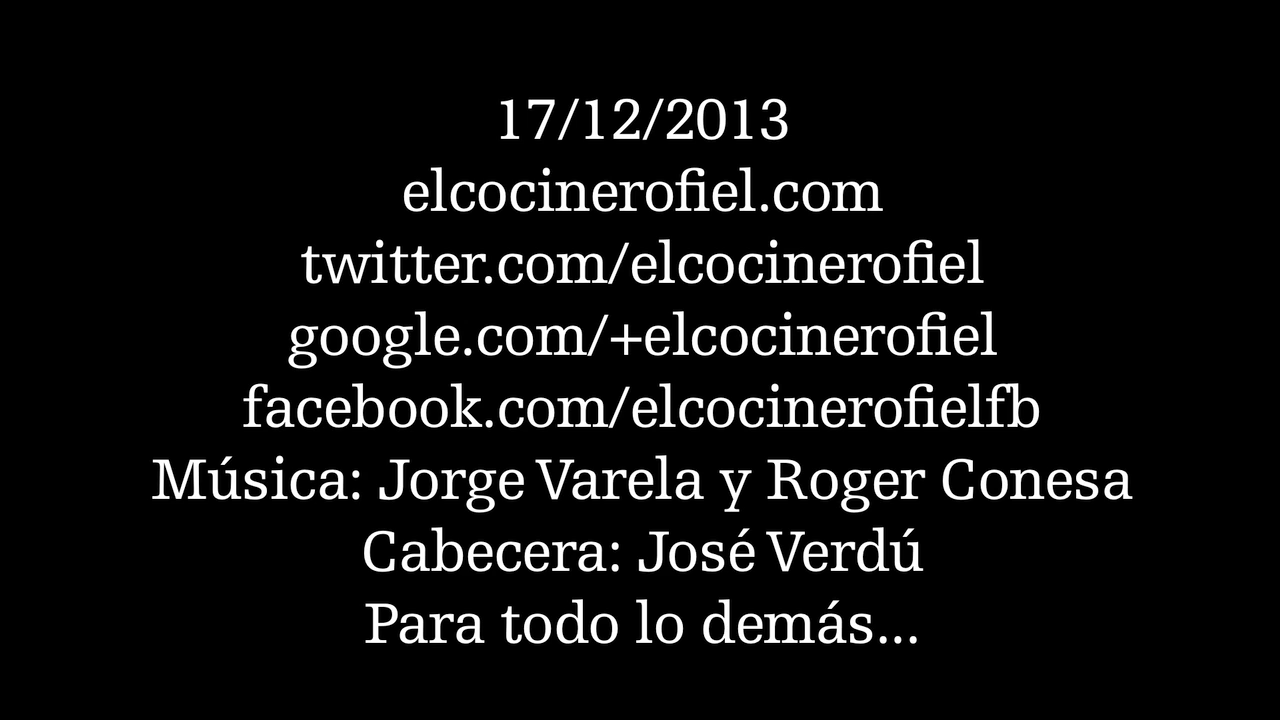 17/12/2013
elcocinerofiel.com
twitter.com/elcocinerofiel
google.com/+elcocinerofiel
facebook.com/elcocinerofielfb
Música: Jorge Varela y Roger Conesa
Cabecera: José Verdú
Para todo lo demás...